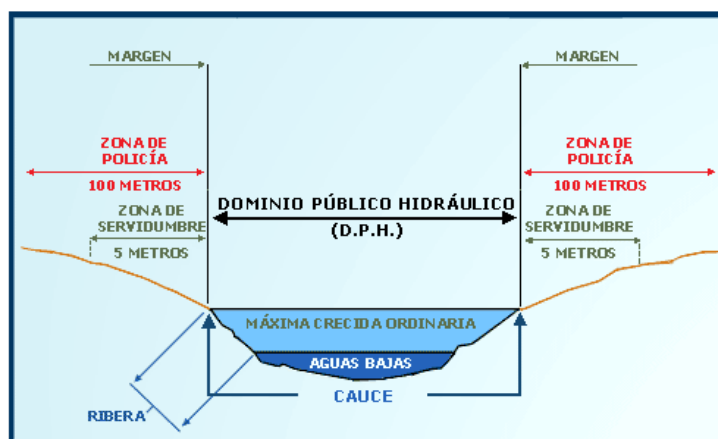 MARGEN
MARGEN
ZONA DE
POLICÍA
100 METROS
ZONA DE
POLICÍA
100 METROS
DOMINIO PÚBLICO HIDRÁULICO
(D.P.H.)
ZONA DE
SERVIDUMBRE
5 METROS
ZONA DE
SERVIDUMBRE
5 METROS
MÁXIMA CRECIDA ORDINARIA
AGUAS BAJAS
CAUCE
RIBERA